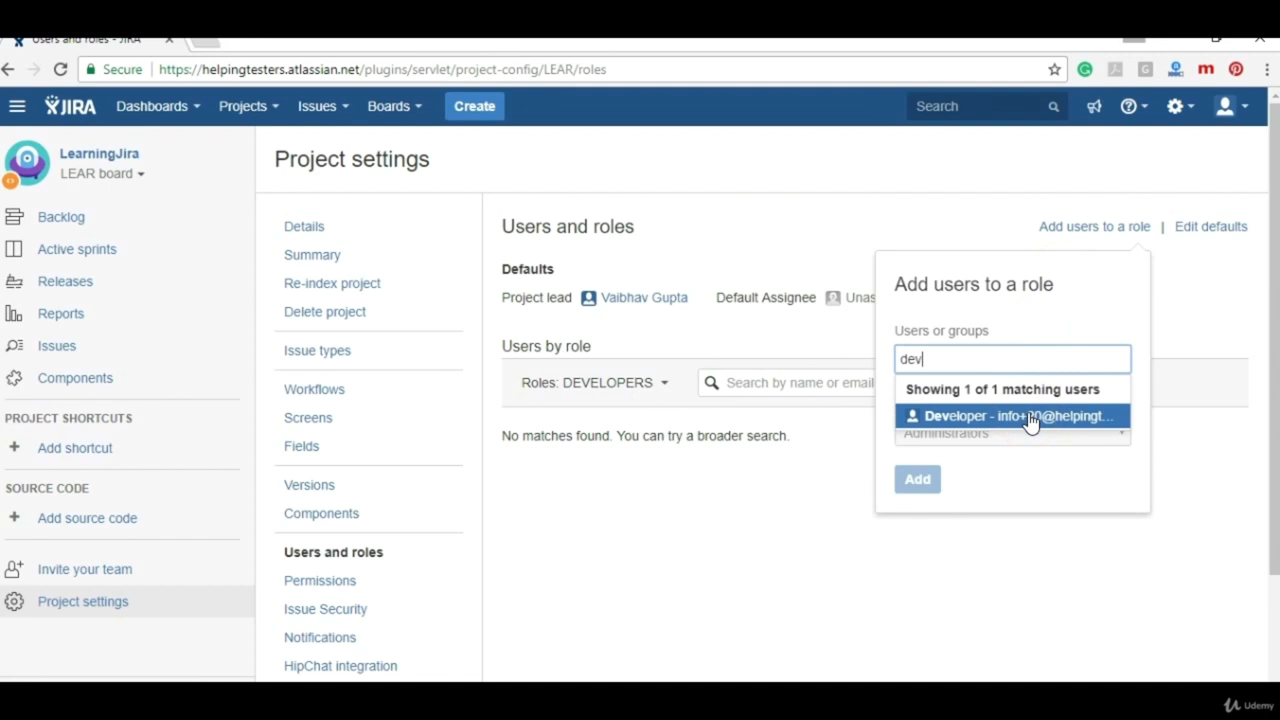 Users and roles - JIRA
Secure
https://helpingtesters.atlassian.net/plugins/servlet/project-config/LEAR/roles
JIRA
Dashboards
Projects
Issues
Boards
Create
Search
LearningJira
LEAR board
Backlog
Active sprints
Releases
Reports
Issues
Components
PROJECT SHORTCUTS
+ Add shortcut
SOURCE CODE
+ Add source code
Invite your team
Project settings
Project settings
Details
Summary
Re-index project
Delete project
Issue types
Workflows
Screens
Fields
Versions
Components
Users and roles
Permissions
Issue Security
Notifications
HipChat integration
Users and roles
Add users to a role | Edit defaults
Defaults
Project lead Vaibhav Gupta Default Assignee Unas
Users by role
Roles: DEVELOPERS
Search by name or email
No matches found. You can try a broader search.
Add users to a role
Users or groups
dev
Showing 1 of 1 matching users
Developer - @helpingt...
Administrators
Add
Udemy